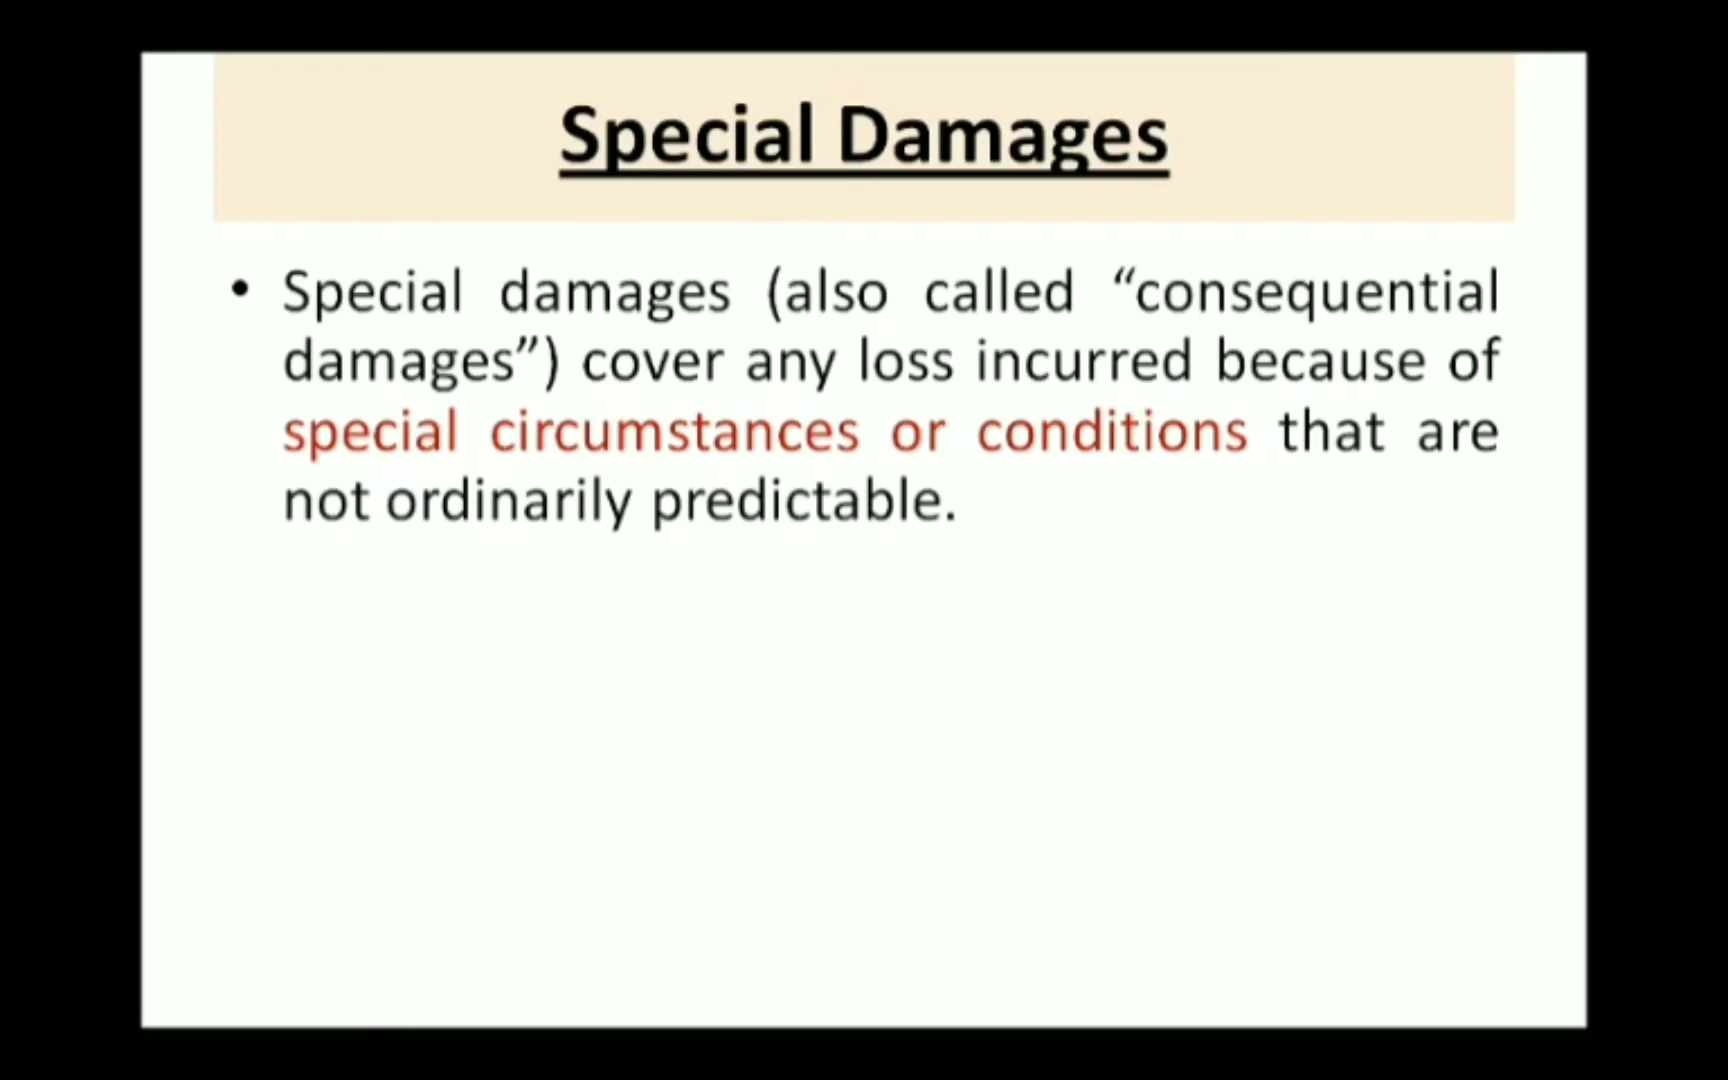 Special Damages
• Special damages (also called “consequential
damages”) cover any loss incurred because of
special circumstances or conditions that are
not ordinarily predictable.